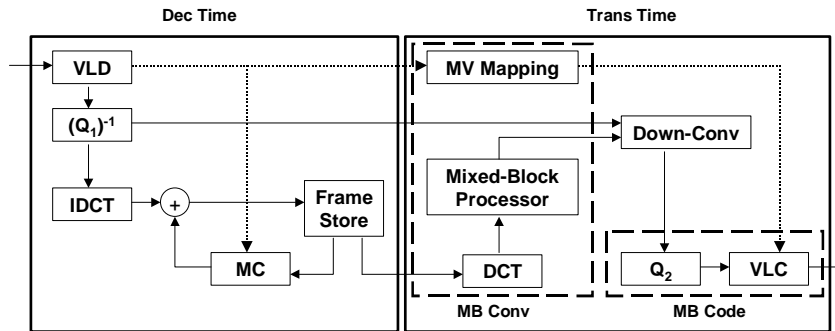 Dec Time
Trans Time
VLD
MV Mapping
(Q1)-1
Down-Conv
Mixed-Block
Processor
IDCT
+
Frame
Store
MC
DCT
Q2
VLC
MB Conv
MB Code